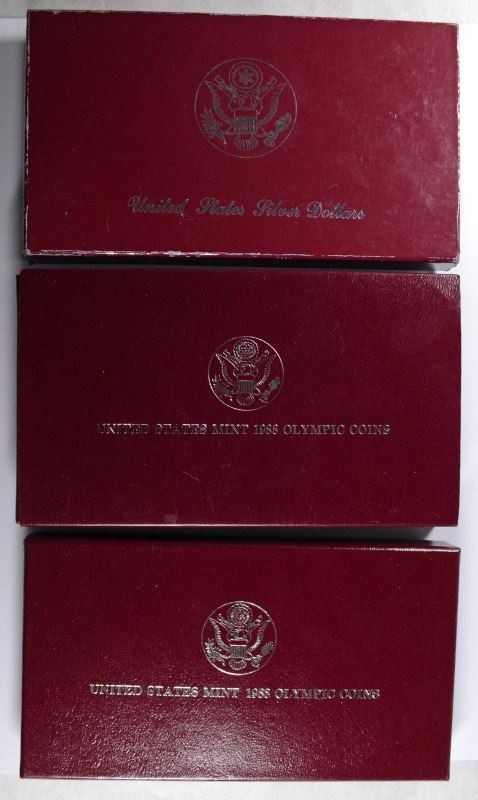 United States Silver Dollars
UNITED STATES MINT 1988 OLYMPIC COINS
UNITED STATES MINT 1988 OLYMPIC COINS